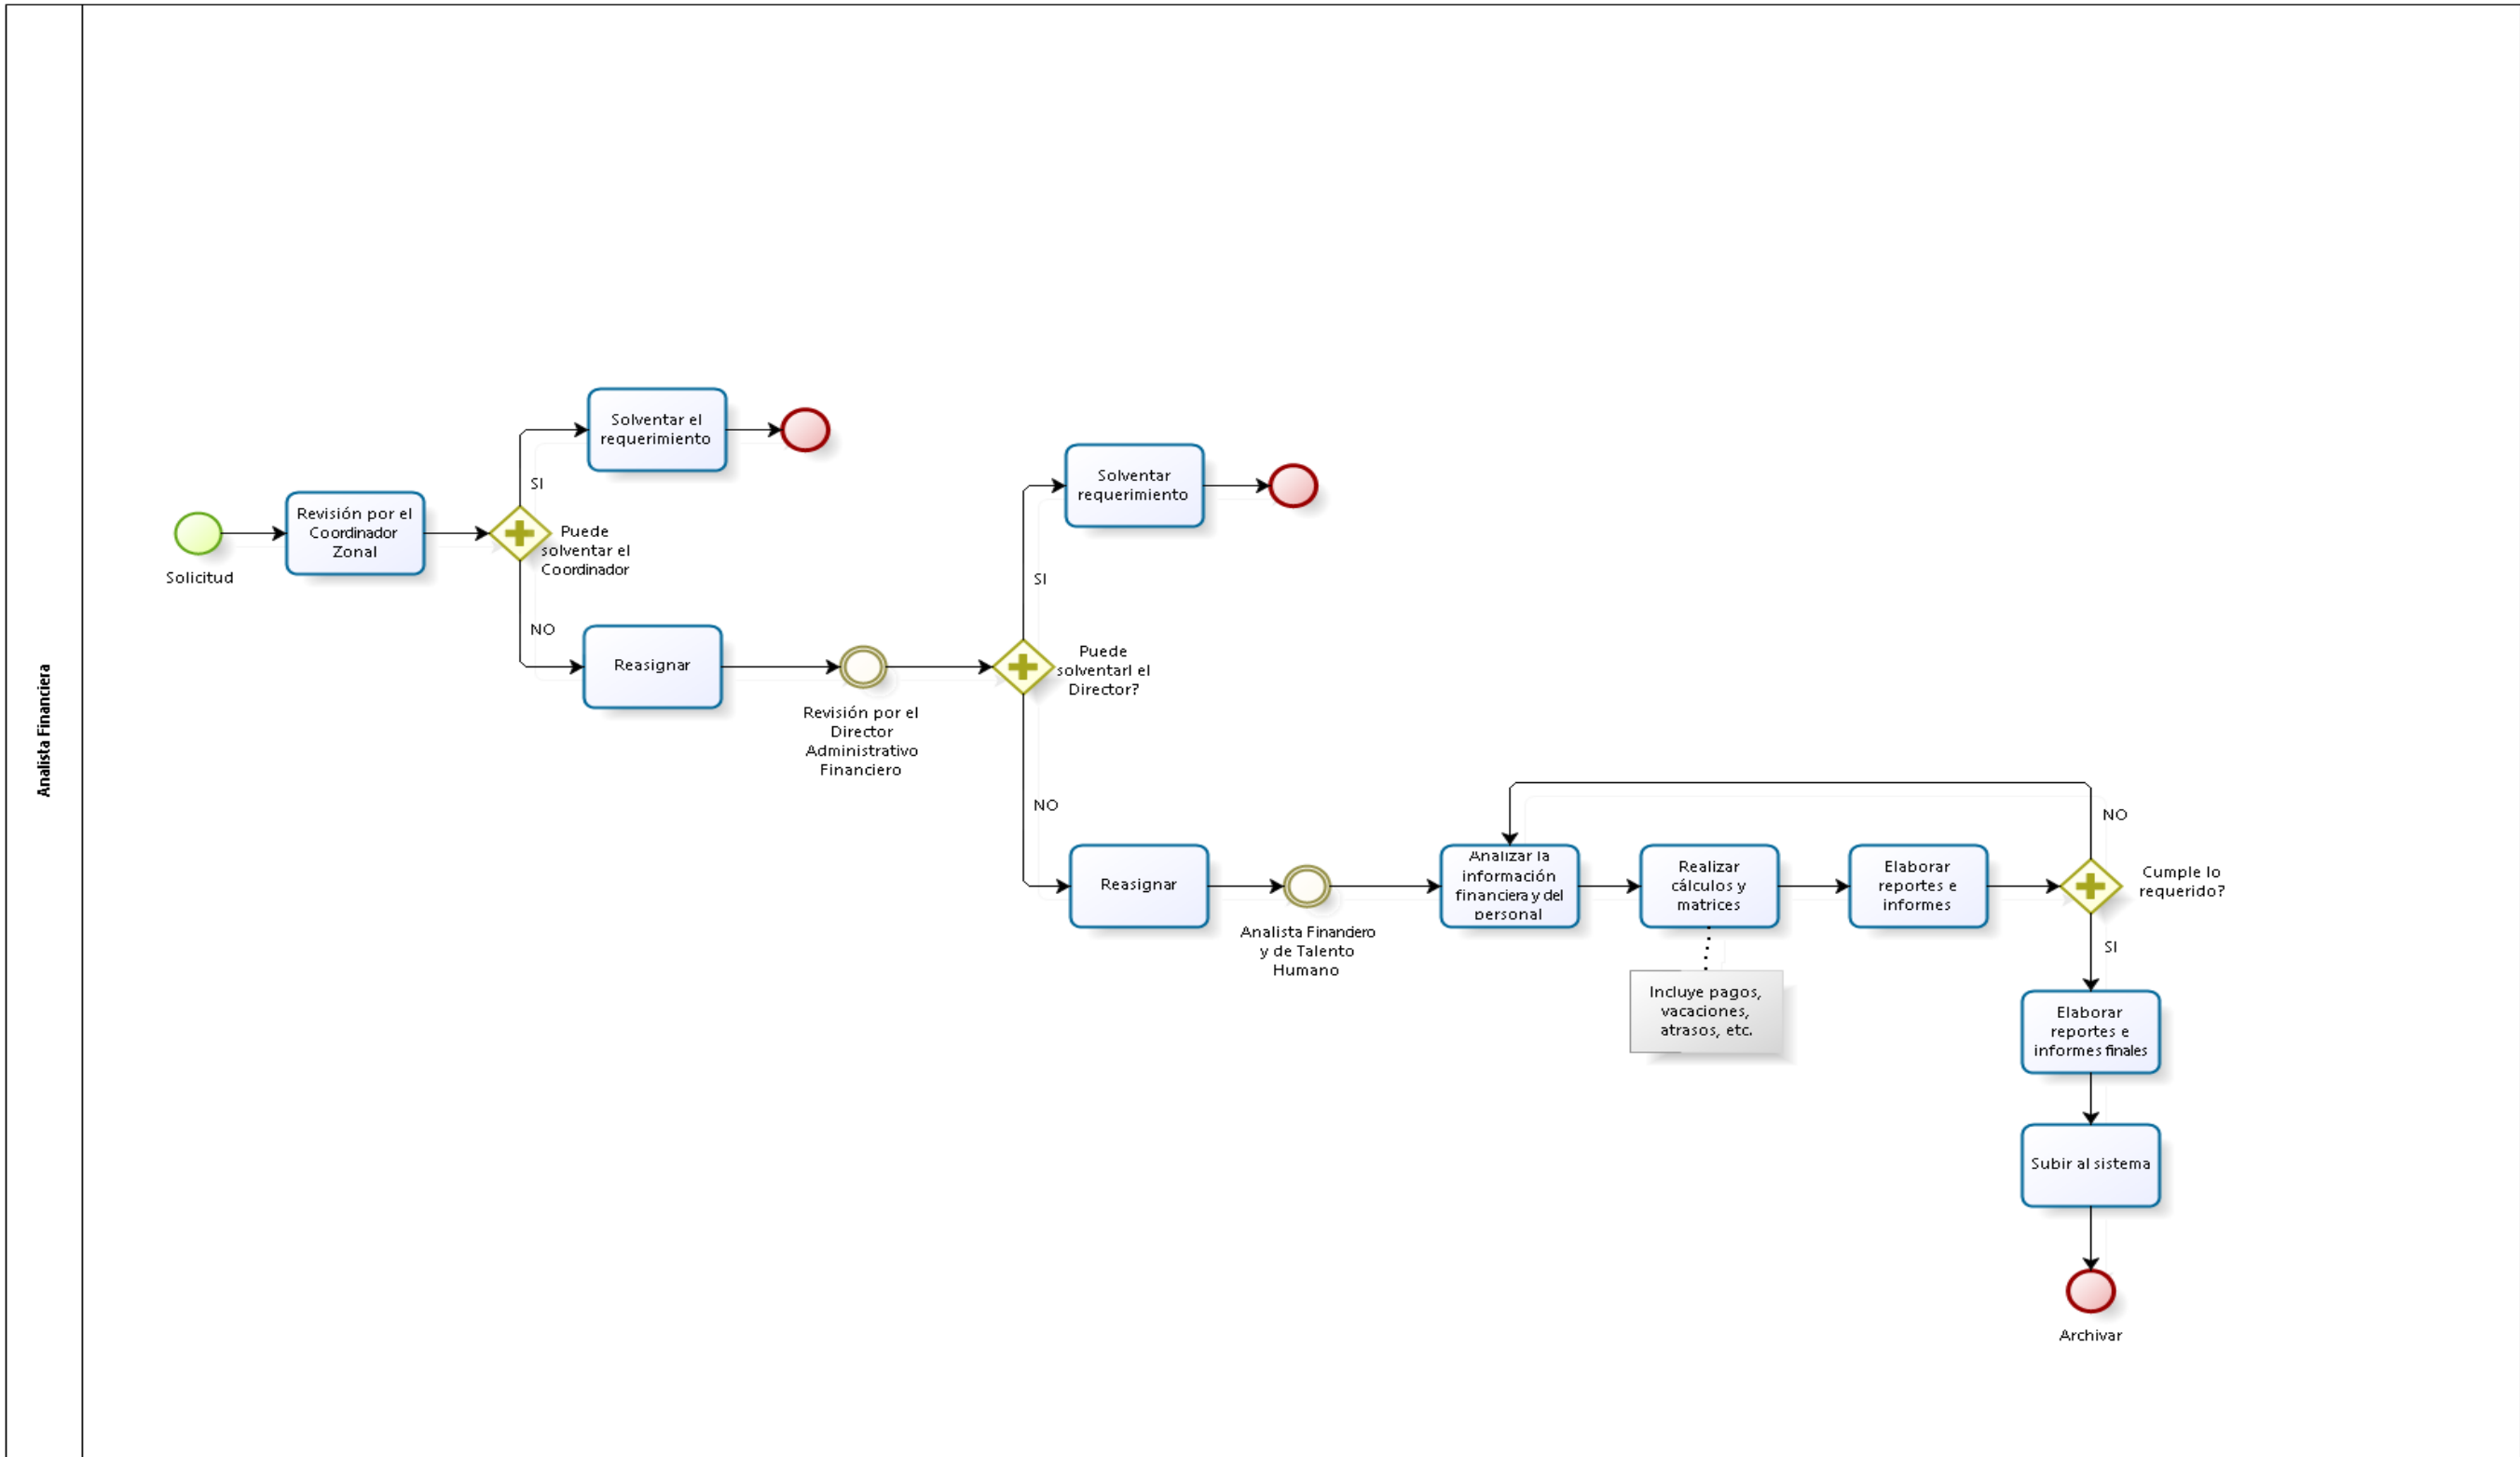 Analista Financiera
Solicitud
Revisión por el
Coordinador
Zonal
Puede
solventar el
Coordinador
SI
Solventar el
requerimiento
NO
Reasignar
Revisión por el
Director
Administrativo
Financiero
Puede
solventarl el
Director?
SI
Solventar
requerimiento
NO
Reasignar
Analista Financiero
y de Talento
Humano
Analizar la
información
financiera y del
personal
Realizar
cálculos y
matrices
Incluye pagos,
vacaciones,
atrasos, etc.
Elaborar
reportes e
informes
Cumple lo
requerido?
NO
SI
Elaborar
reportes e
informes finales
Subir al sistema
Archivar